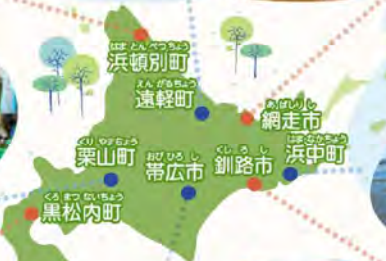 はまとんべつちょう
浜頓別町
えんがるちょう
遠軽町
あばしりし
網走市
くりやまちょう
栗山町
おびひろし
帯広市
くしろし
釧路市
はまなかちょう
浜中町
くろまつないちょう
黒松内町